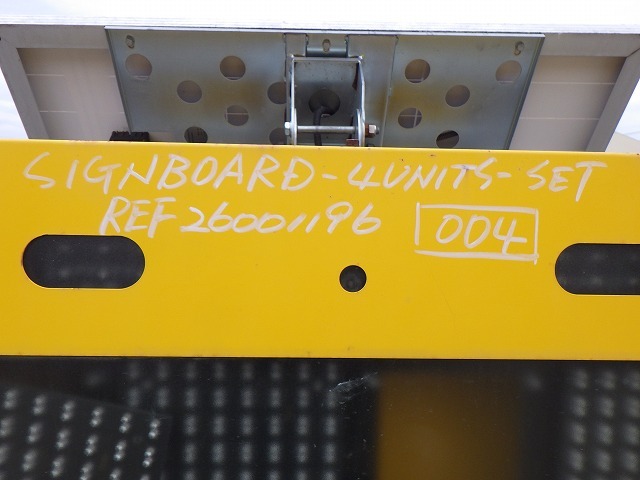 SIGNBOARD-4UNITS-SET
REF 26001196 004